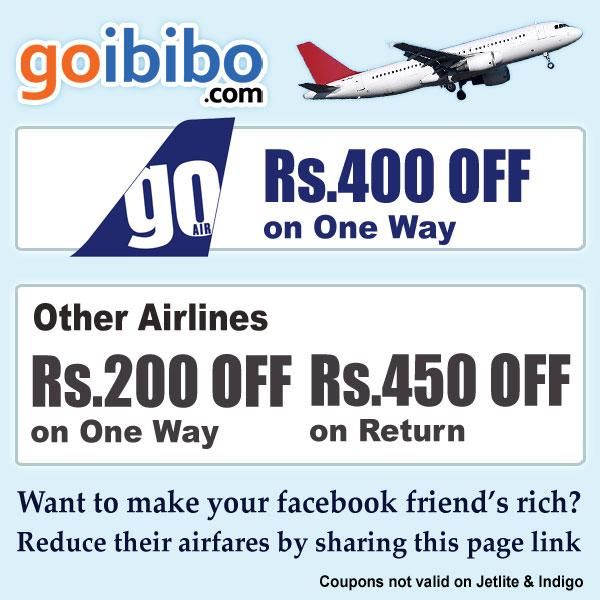 goibibo
.com
go
AIR
Rs.400 OFF
on One Way
Other Airlines
Rs.200 OFF Rs.450 OFF
on One Way on Return
Want to make your facebook friend's rich?
Reduce their airfares by sharing this page link
Coupons not valid on Jetlite & Indigo